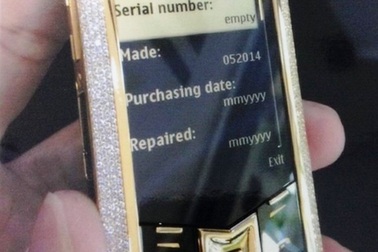 Serial number:
empty
Made:
052014
Purchasing date:
mmyyyy
Repaired:
mmyyyy
Exit